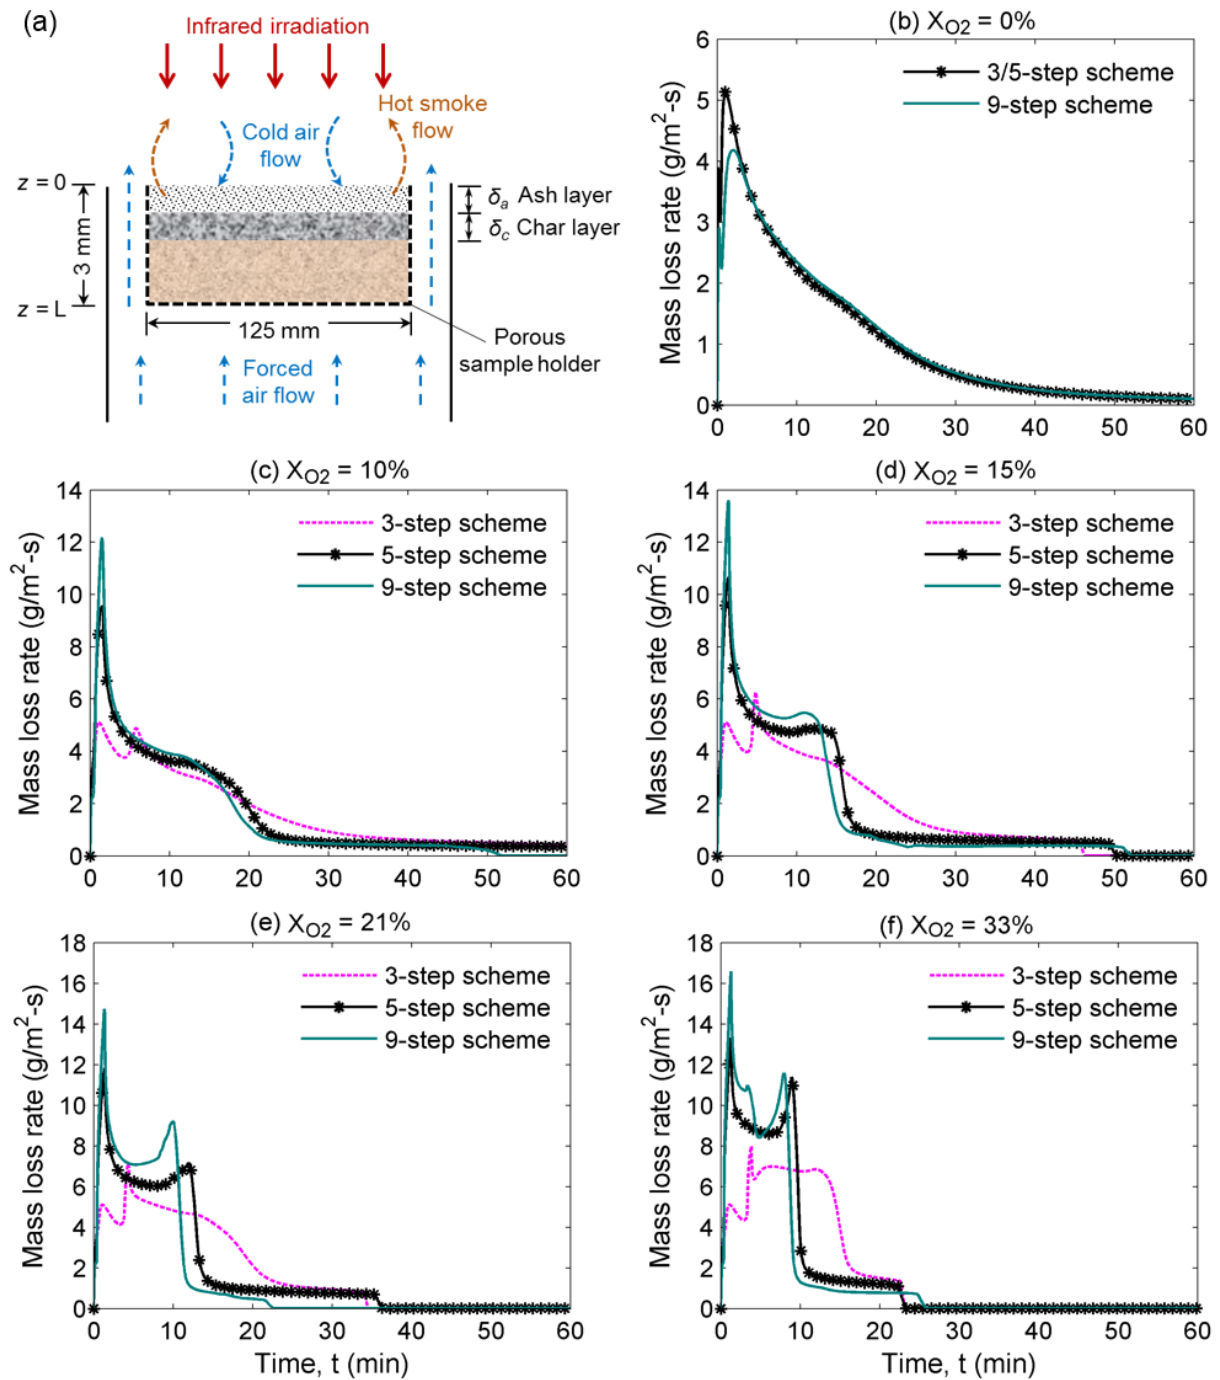 (a)
Infrared irradiation
Hot smoke
flow
Cold air
flow
z = 0
3 mm
z = L
δa Ash layer
δc Char layer
125 mm
Porous
sample holder
Forced
air flow
(b) XO2 = 0%
Mass loss rate (g/m²-s)
6
5
4
3
2
1
0
3/5-step scheme
9-step scheme
0 10 20 30 40 50 60
(c) XO2 = 10%
Mass loss rate (g/m²-s)
14
12
10
8
6
4
2
0
3-step scheme
5-step scheme
9-step scheme
0 10 20 30 40 50 60
(d) XO2 = 15%
Mass loss rate (g/m²-s)
14
12
10
8
6
4
2
0
3-step scheme
5-step scheme
9-step scheme
0 10 20 30 40 50 60
(e) XO2 = 21%
Mass loss rate (g/m²-s)
18
16
14
12
10
8
6
4
2
0
3-step scheme
5-step scheme
9-step scheme
0 10 20 30 40 50 60
Time, t (min)
(f) XO2 = 33%
Mass loss rate (g/m²-s)
18
16
14
12
10
8
6
4
2
0
3-step scheme
5-step scheme
9-step scheme
0 10 20 30 40 50 60
Time, t (min)